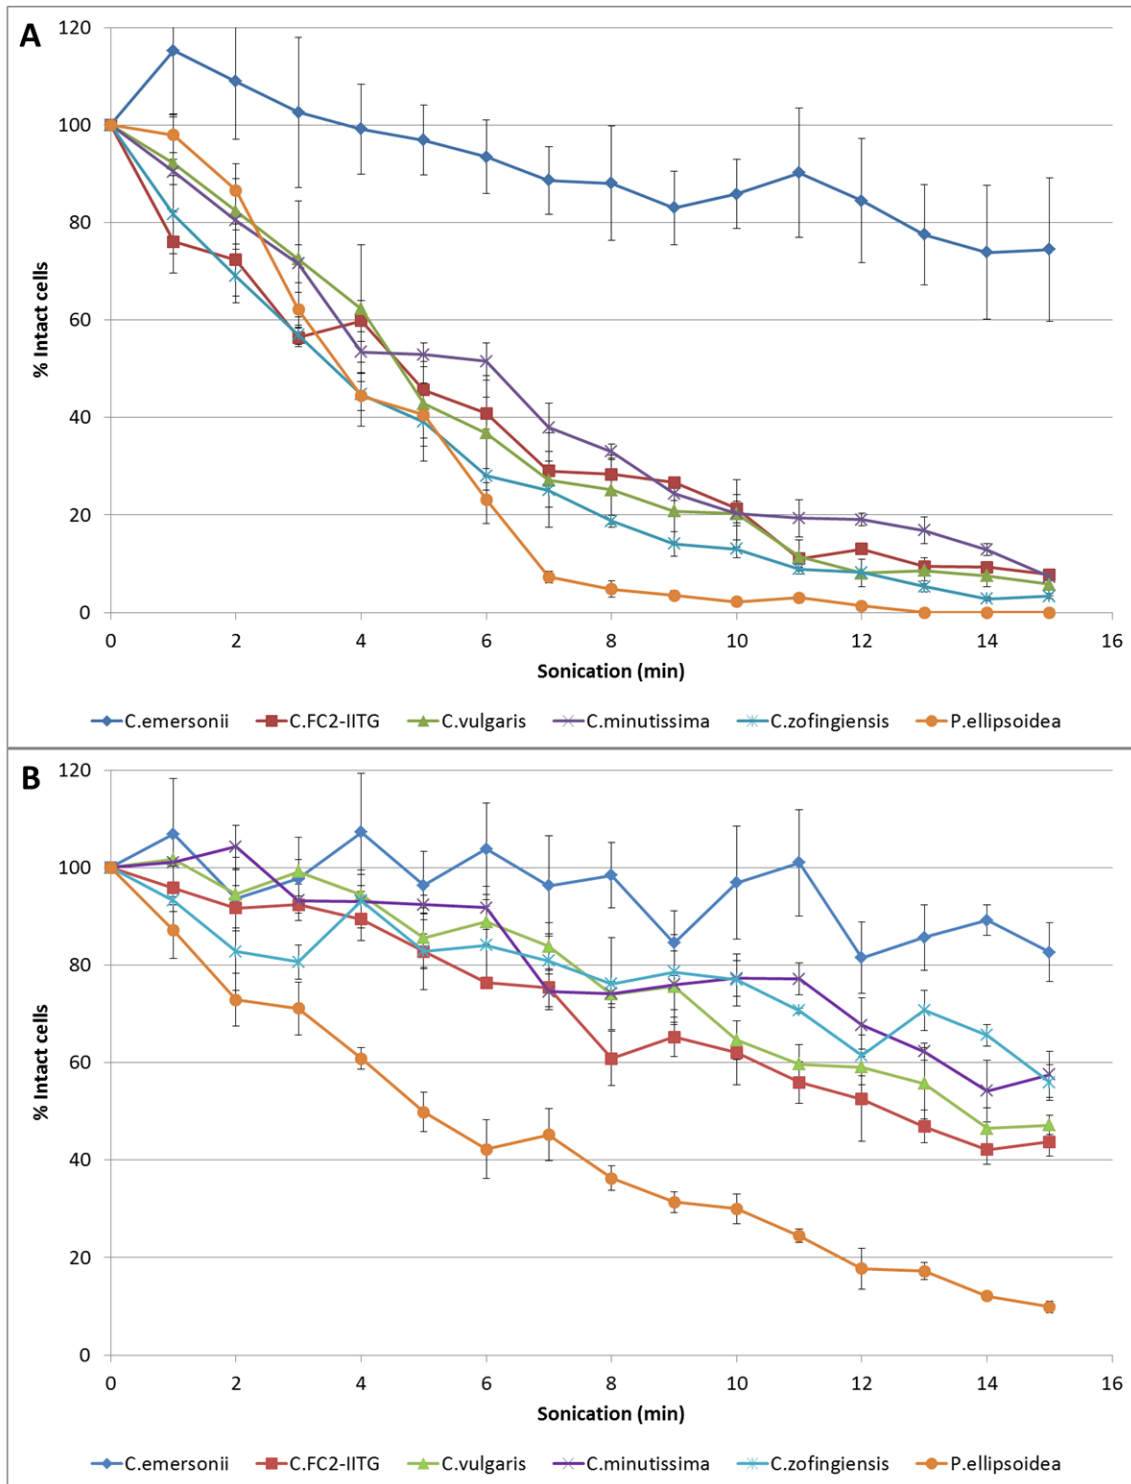 A
120
100
80
60
40
20
0
% Intact cells
0 2 4 6 8 10 12 14 16
Sonication (min)
C.emersonii C.FC2-IITG C.vulgaris C.minutissima C.zofingiensis P.ellipsoidea
B
120
100
80
60
40
20
0
% Intact cells
0 2 4 6 8 10 12 14 16
Sonication (min)
C.emersonii C.FC2-IITG C.vulgaris C.minutissima C.zofingiensis P.ellipsoidea